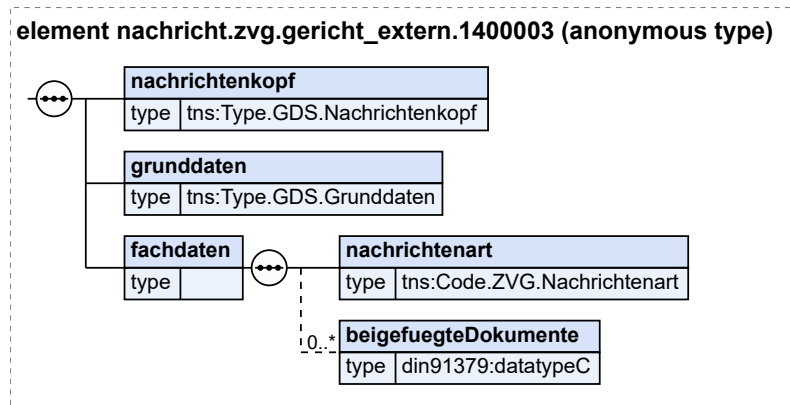 element nachricht.zvg.gericht_extern.1400003 (anonymous type)
nachrichtenkopf
type tns:Type.GDS.Nachrichtenkopf
grunddaten
type tns:Type.GDS.Grunddaten
fachdaten
type
nachrichtenart
type tns:Code.ZVG.Nachrichtenart
0..*
beigefuegteDokumente
type din91379:datatypeC